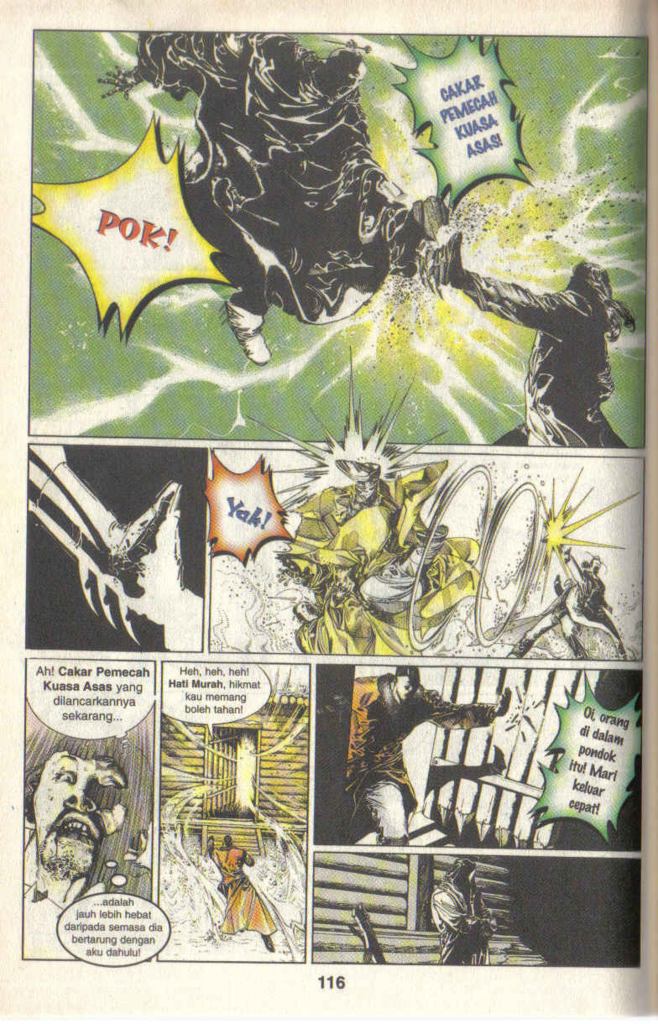 CAKAR
PEMECAH
KUASA
ASAS!
POK!
Yah!
Ah! Cakar Pemecah
Kuasa Asas yang
dilancarkannya
sekarang...
...adalah
jauh lebih hebat
daripada semasa dia
bertarung dengan
aku dahulu!
Heh, heh, heh!
Hati Murah, hikmat
kau memang
boleh tahan!
Oi, orang
di dalam
pondok
itu! Mari
keluar
cepat!
116